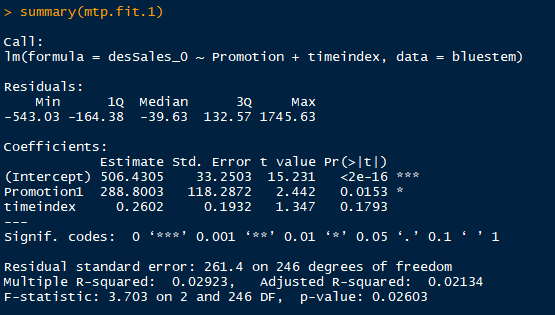 > summary(mtp.fit.1)
Call:
lm(formula = desSales_0 ~ Promotion + timeindex, data = bluestem)
Residuals:
Min 1Q Median 3Q Max
-543.03 -164.38 -39.63 132.57 1745.63
Coefficients:
Estimate Std. Error t value Pr(>|t|)
(Intercept) 506.4305 33.2503 15.231 <2e-16 ***
Promotion1 288.8003 118.2872 2.442 0.0153 *
timeindex 0.2602 0.1932 1.347 0.1793
---
Signif. codes: 0 ‘***’ 0.001 ‘**’ 0.01 ‘*’ 0.05 ‘.’ 0.1 ‘ ’ 1
Residual standard error: 261.4 on 246 degrees of freedom
Multiple R-squared: 0.02923, Adjusted R-squared: 0.02134
F-statistic: 3.703 on 2 and 246 DF, p-value: 0.02603